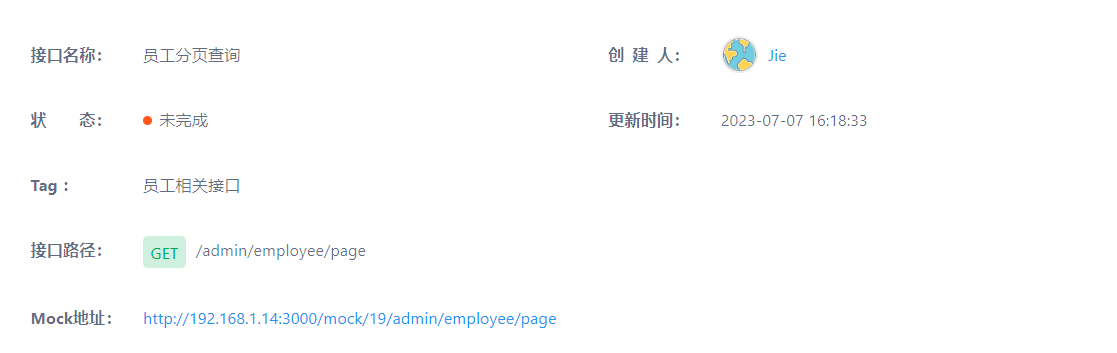 接口名称： 员工分页查询 创 建 人： Jie
状 态： 未完成 更新时间： 2023-07-07 16:18:33
Tag ： 员工相关接口
接口路径： GET /admin/employee/page
Mock地址： http://192.168.1.14:3000/mock/19/admin/employee/page